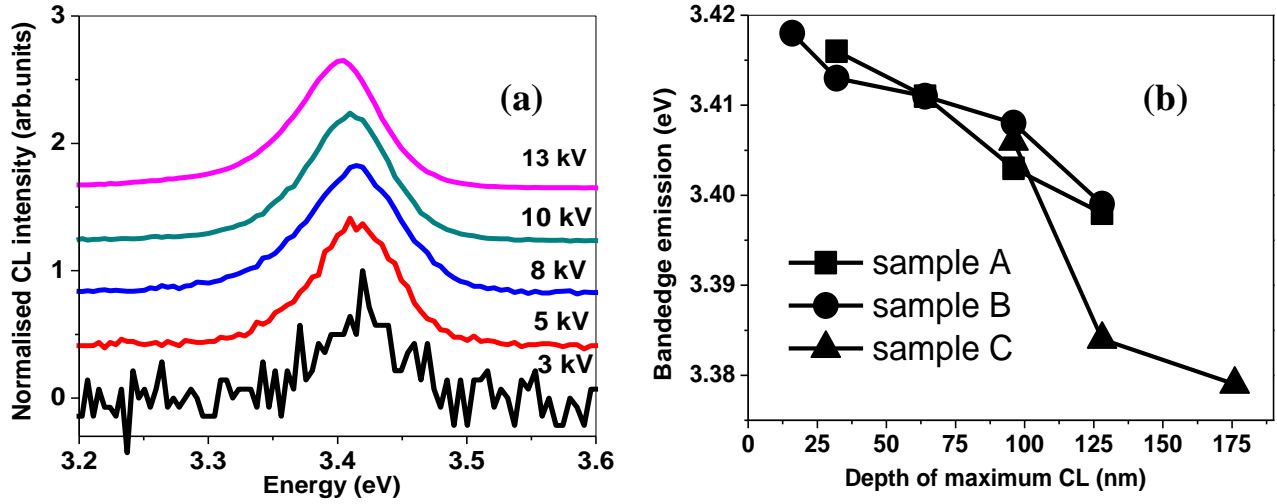 Normalised CL intensity (arb.units)
3
2
1
0
(a)
13 kV
10 kV
8 kV
5 kV
3 kV
3.2 3.3 3.4 3.5 3.6
Energy (eV)
Bandedge emission (eV)
3.42
3.41
3.40
3.39
3.38
(b)
sample A
sample B
sample C
0 25 50 75 100 125 150 175
Depth of maximum CL (nm)